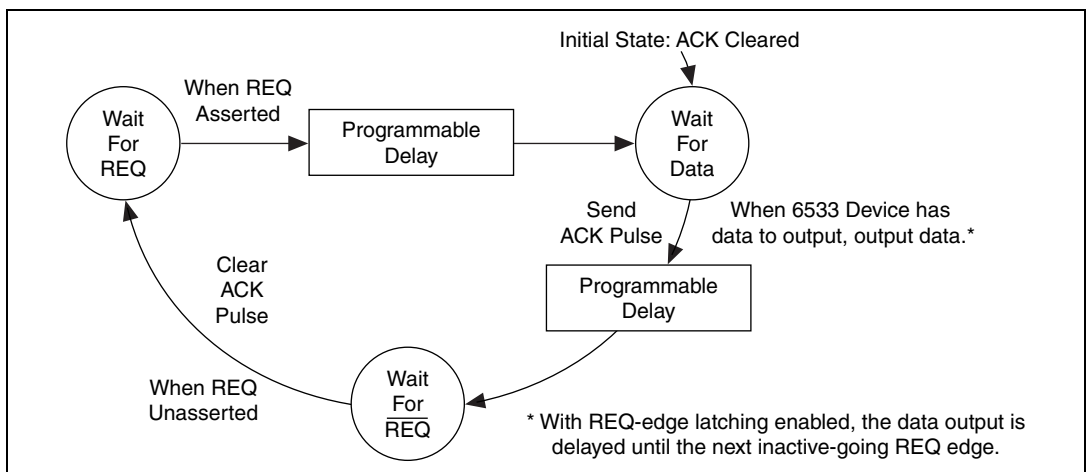 Initial State: ACK Cleared
When REQ
Asserted
Wait
For
REQ
Programmable
Delay
Wait
For
Data
Send
ACK Pulse
When 6533 Device has
data to output, output data.*
Programmable
Delay
Clear
ACK
Pulse
When REQ
Unasserted
Wait
For
R̅E̅Q̅
* With REQ-edge latching enabled, the data output is
delayed until the next inactive-going REQ edge.